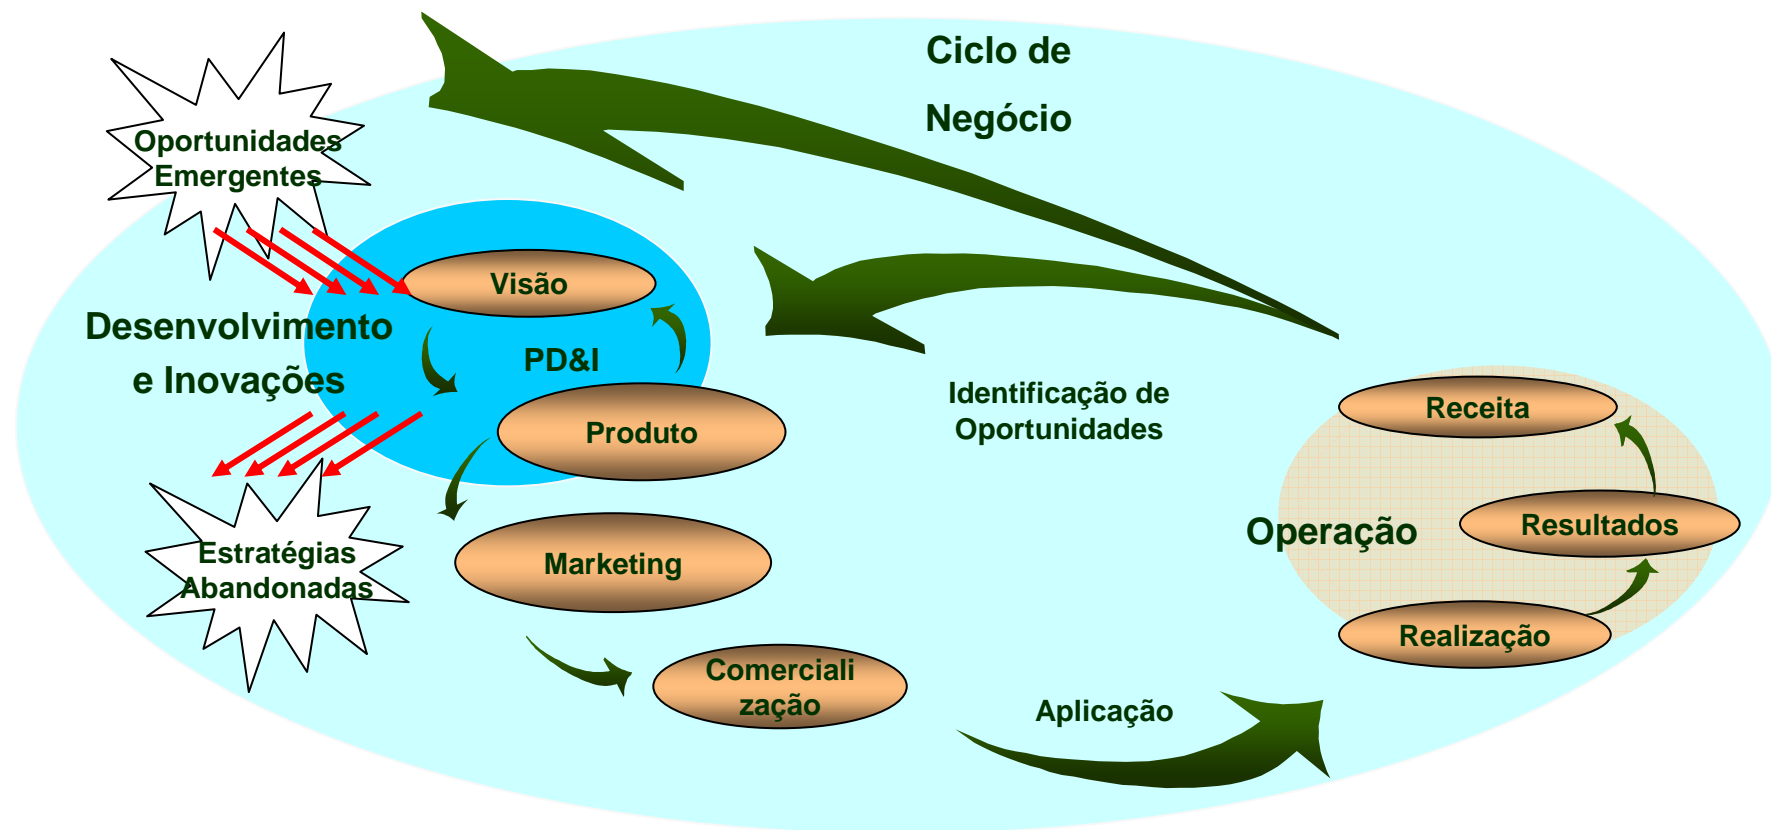 Ciclo de
Negócio
Oportunidades
Emergentes
Visão
Desenvolvimento
e Inovações
PD&I
Produto
Identificação de
Oportunidades
Receita
Operação
Resultados
Estratégias
Abandonadas
Marketing
Realização
Comerciali
zação
Aplicação